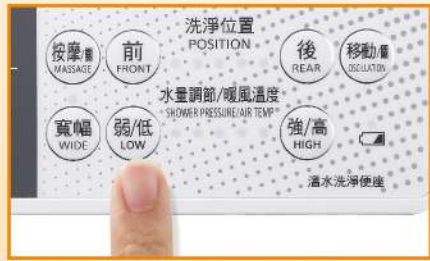 洗淨位置
POSITION
按摩/
MASSAGE
前
FRONT
後
REAR
移動/
OSCILLATION
水量調節/暖風溫度
SHOWER PRESSURE/AIR TEMP
寬幅
WIDE
弱/低
LOW
強/高
HIGH
溫水洗淨便座